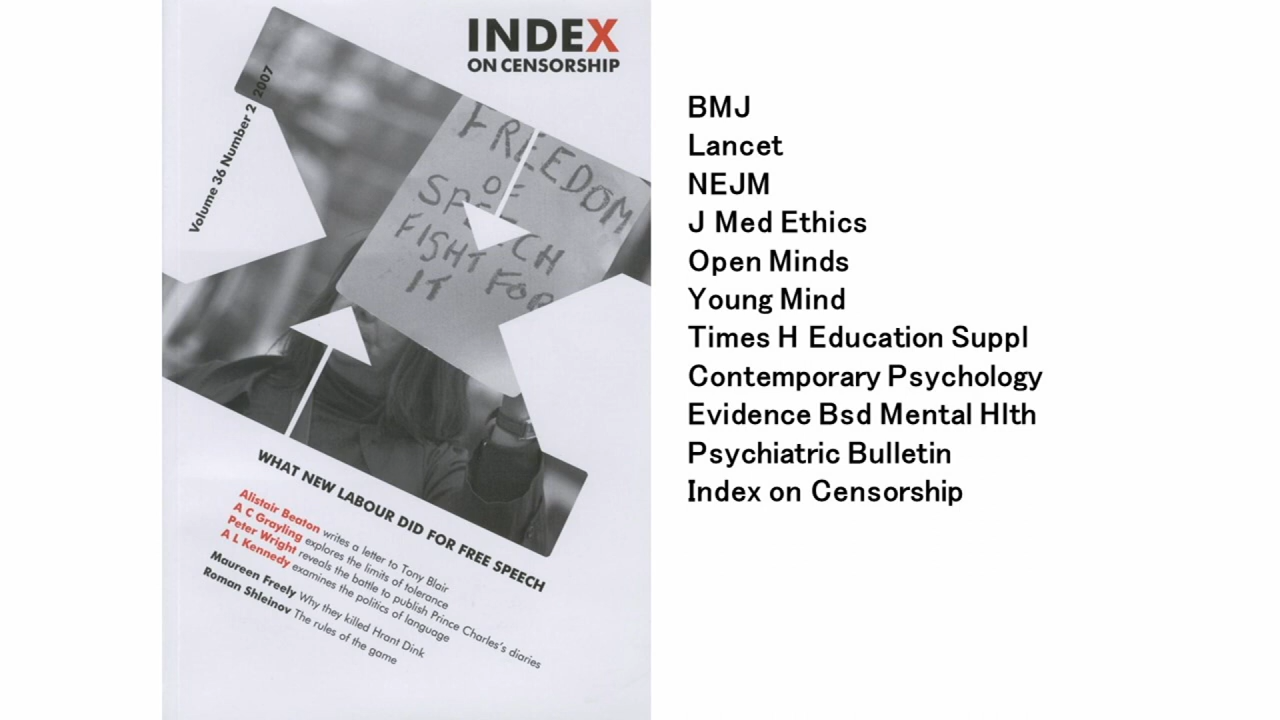 INDEX
ON CENSORSHIP
Volume 36 Number 2 2007
FREEDOM
OF
SPEECH
FIGHT FOR
IT
WHAT NEW LABOUR DID FOR FREE SPEECH
Alistair Beaton writes a letter to Tony Blair
A C Grayling explores the limits of tolerance
Peter Wright reveals the battle to publish Prince Charles's diaries
A L Kennedy examines the politics of language
Maureen Freely Why they killed Hrant Dink
Roman Shleinov The rules of the game
BMJ
Lancet
NEJM
J Med Ethics
Open Minds
Young Mind
Times H Education Suppl
Contemporary Psychology
Evidence Bsd Mental Hlth
Psychiatric Bulletin
Index on Censorship